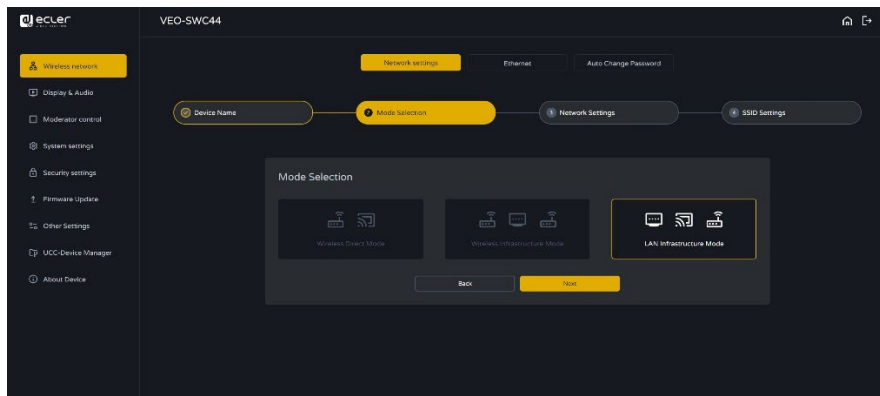 ecler
VEO-SWC44
Wireless network
Display & Audio
Moderator control
System settings
Security settings
Firmware Update
Other Settings
UCC-Device Manager
About Device
Network settings
Ethernet
Auto Change Password
Device Name
2 Mode Selection
3 Network Settings
4 SSID Settings
Mode Selection
Wireless Direct Mode
Wireless Infrastructure Mode
LAN Infrastructure Mode
Back
Next